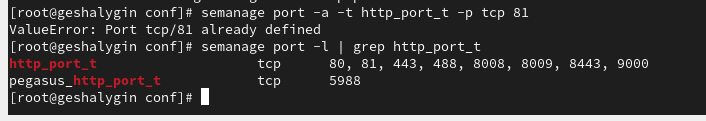 [root@geshalygin conf]# semanage port -a -t http_port_t -p tcp 81
ValueError: Port tcp/81 already defined
[root@geshalygin conf]# semanage port -l | grep http_port_t
http_port_t                    tcp      80, 81, 443, 488, 8008, 8009, 8443, 9000
pegasus_http_port_t            tcp      5988
[root@geshalygin conf]#